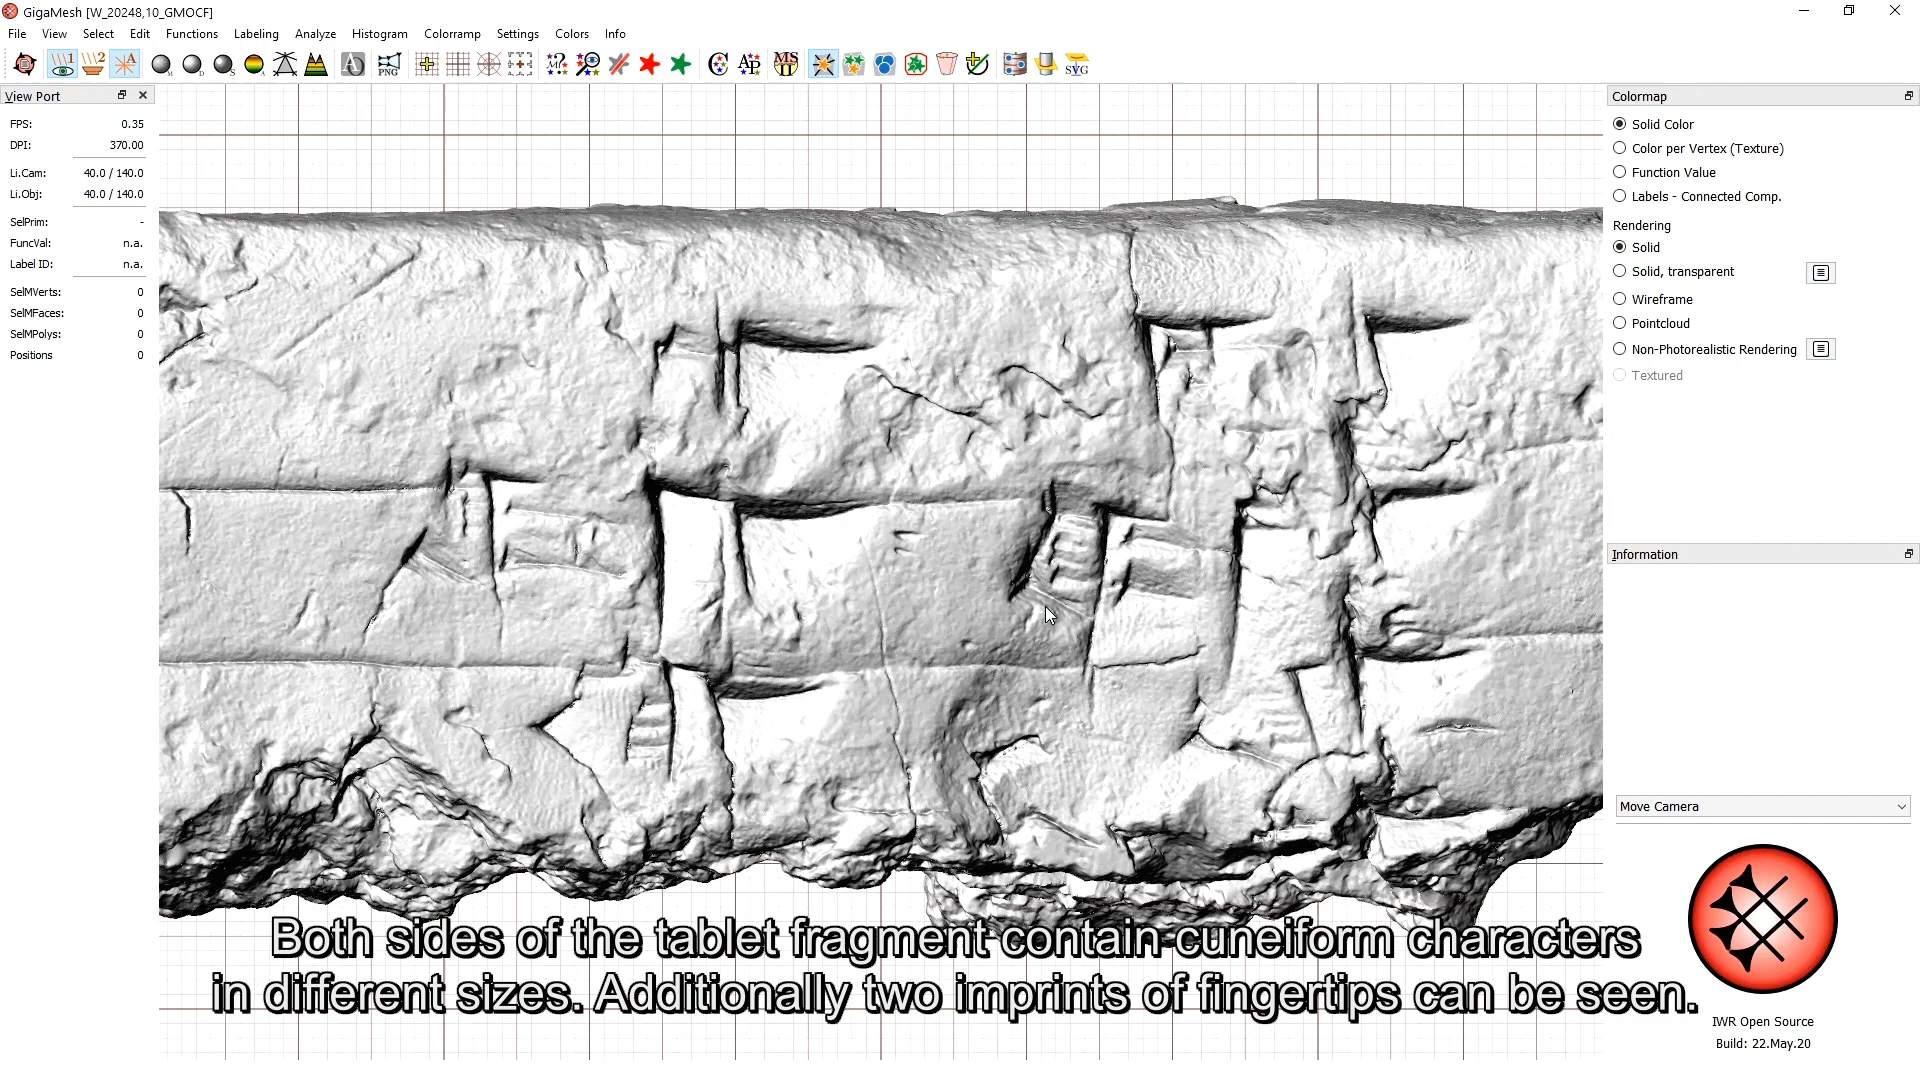 GigaMesh [W_20248,10_GMOCF]
File View Select Edit Functions Labeling Analyze Histogram Colorramp Settings Colors Info
View Port
FPS: 0.35
DPI: 370.00
Li.Cam: 40.0 / 140.0
Li.Obj: 40.0 / 140.0
SelPrim: -
FuncVal: n.a.
Label ID: n.a.
SelMVerts: 0
SelMFaces: 0
SelMPolys: 0
Positions 0
Colormap
Solid Color
Color per Vertex (Texture)
Function Value
Labels - Connected Comp.
Rendering
Solid
Solid, transparent
Wireframe
Pointcloud
Non-Photorealistic Rendering
Textured
Information
Move Camera
Both sides of the tablet fragment contain cuneiform characters
in different sizes. Additionally two imprints of fingertips can be seen.
IWR Open Source
Build: 22.May.20